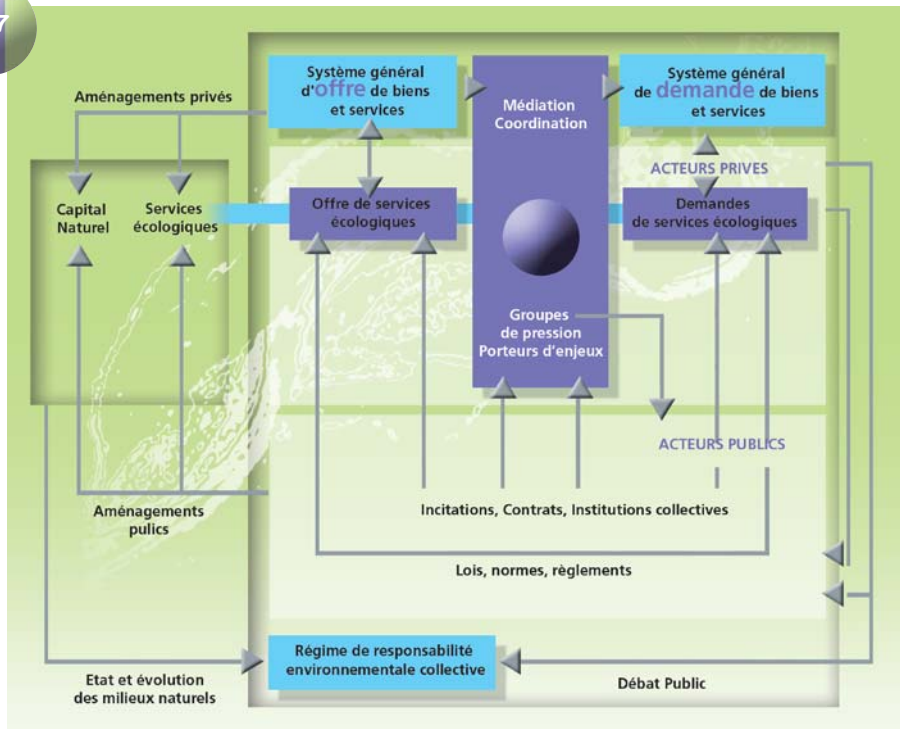 7
Système général
d'offre de biens
et services
Médiation
Coordination
Système général
de demande de biens
et services
Aménagements privés
ACTEURS PRIVES
Capital
Naturel
Services
écologiques
Offre de services
écologiques
Demandes
de services écologiques
Groupes
de pression
Porteurs d'enjeux
ACTEURS PUBLICS
Aménagements
pulics
Incitations, Contrats, Institutions collectives
Lois, normes, règlements
Régime de responsabilité
environnementale collective
Etat et évolution
des milieux naturels
Débat Public